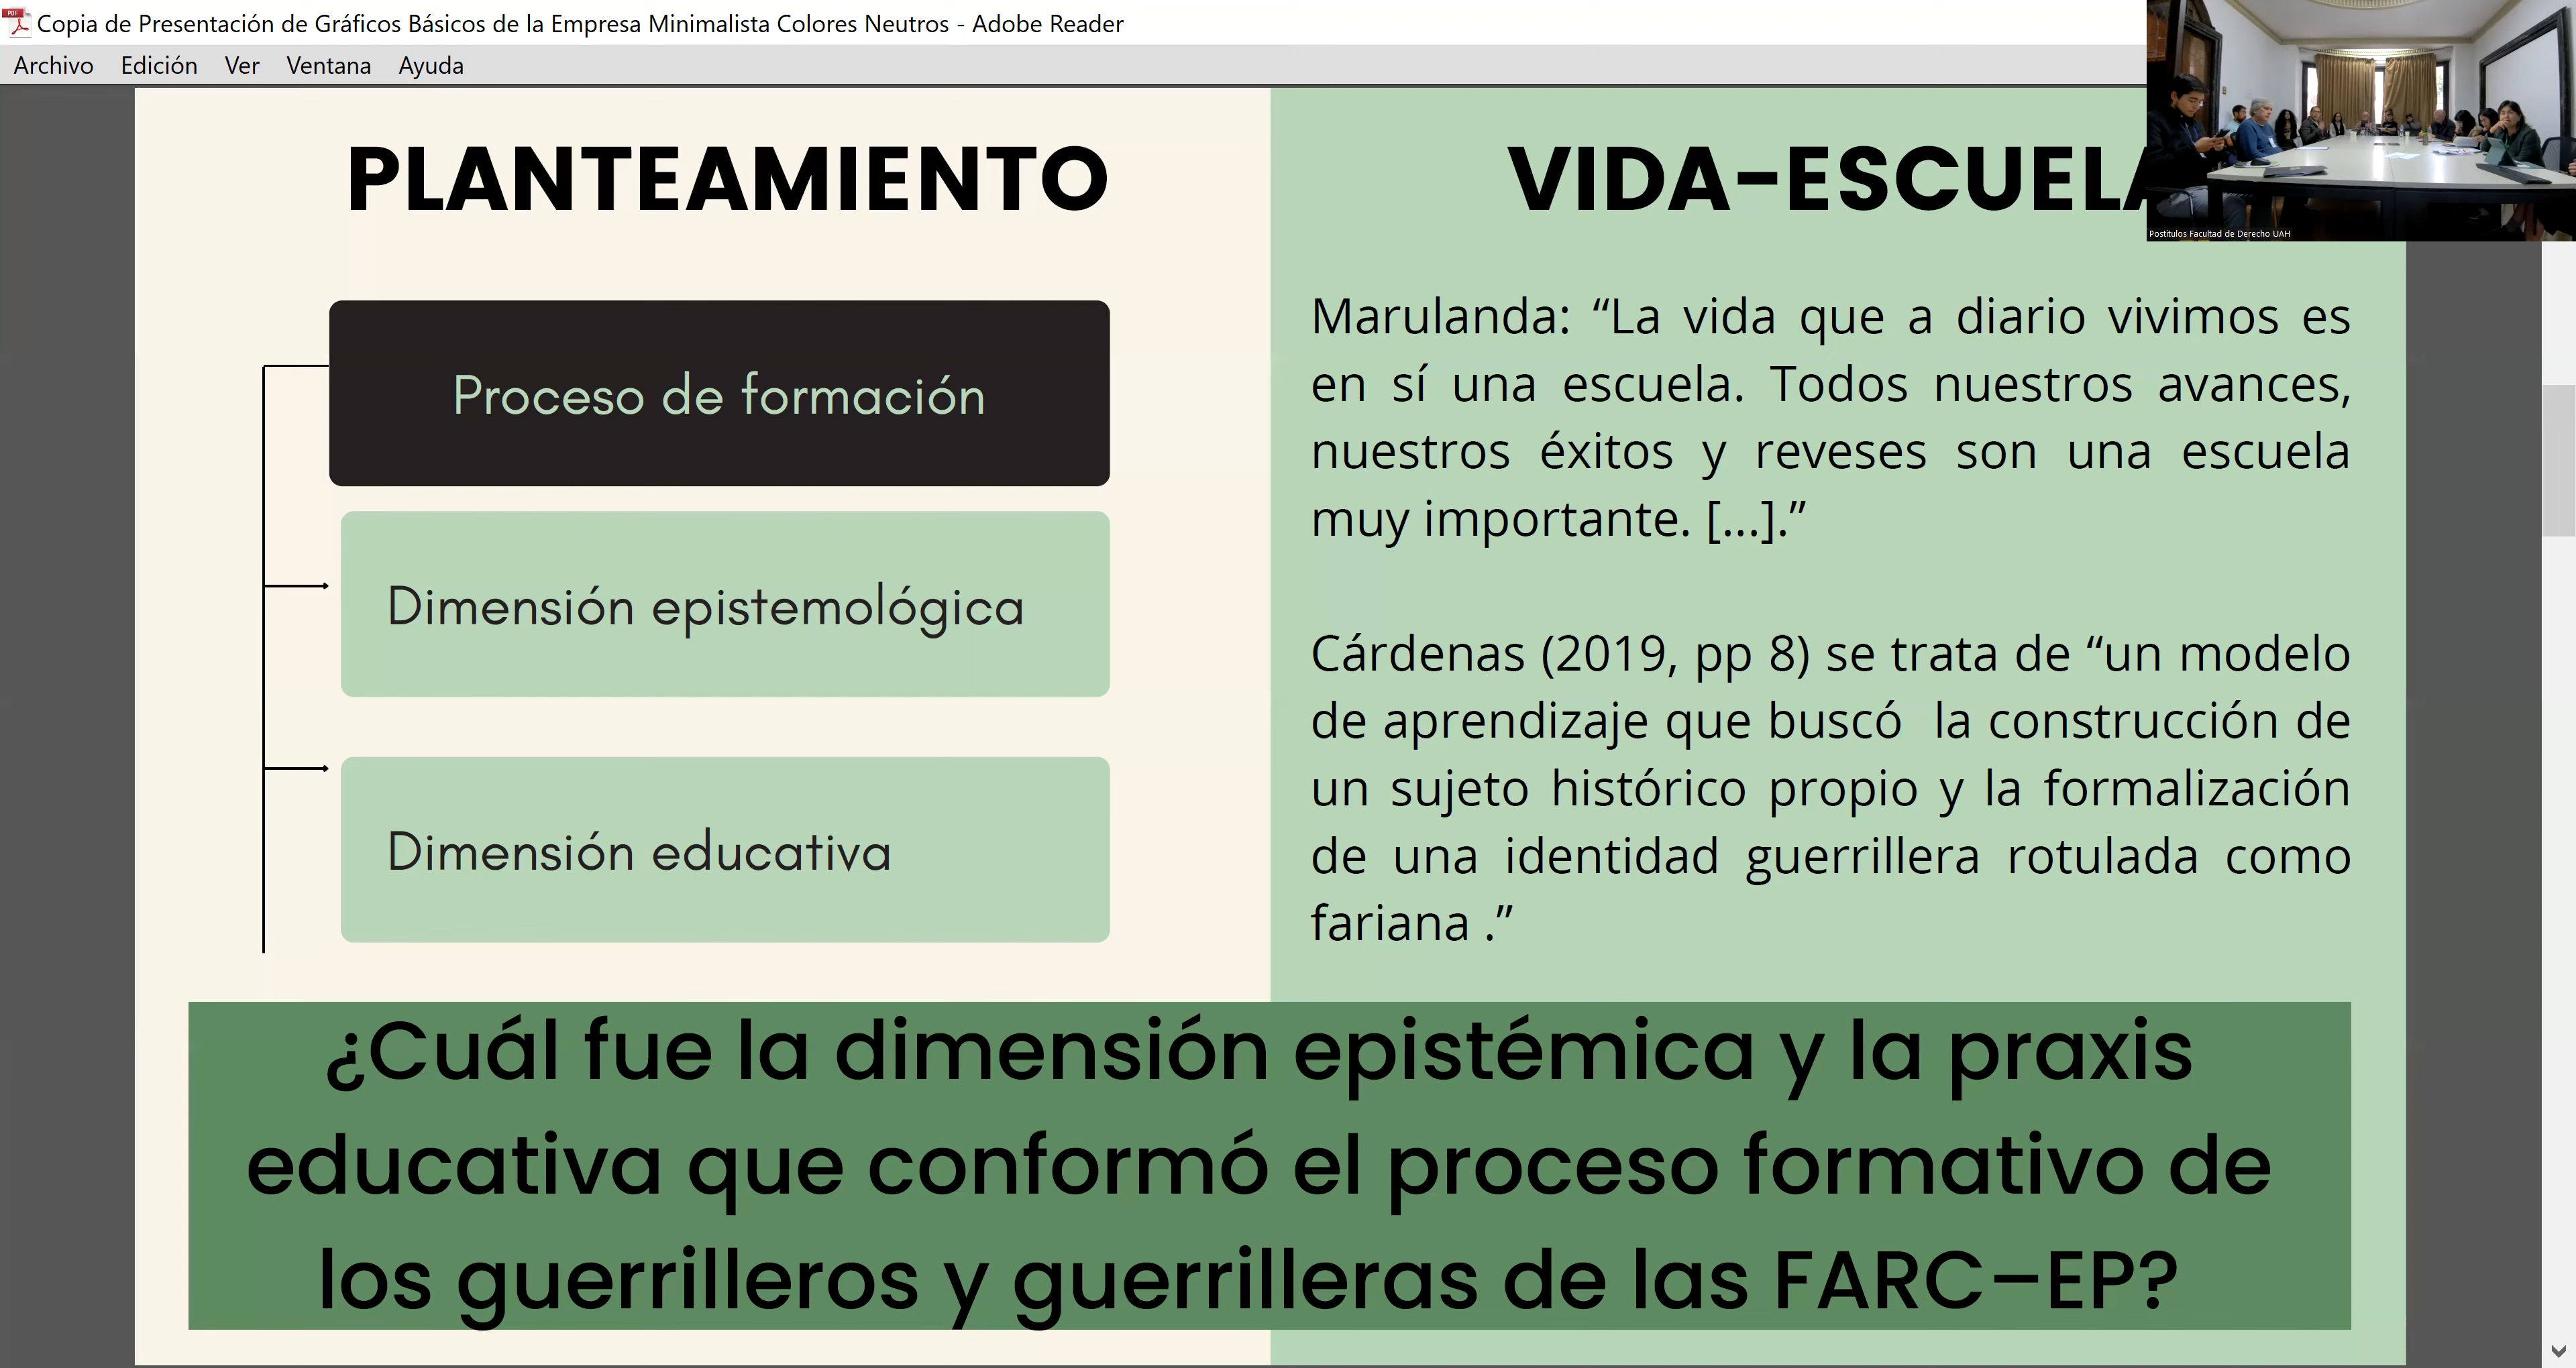 Copia de Presentación de Gráficos Básicos de la Empresa Minimalista Colores Neutros - Adobe Reader
Archivo Edición Ver Ventana Ayuda
PLANTEAMIENTO
Proceso de formación
Dimensión epistemológica
Dimensión educativa
VIDA-ESCUELA
Marulanda: “La vida que a diario vivimos es
en sí una escuela. Todos nuestros avances,
nuestros éxitos y reveses son una escuela
muy importante. [...].”
Cárdenas (2019, pp 8) se trata de “un modelo
de aprendizaje que buscó la construcción de
un sujeto histórico propio y la formalización
de una identidad guerrillera rotulada como
fariana .”
¿Cuál fue la dimensión epistémica y la praxis
educativa que conformó el proceso formativo de
los guerrilleros y guerrilleras de las FARC–EP?
Postítulos Facultad de Derecho UAH